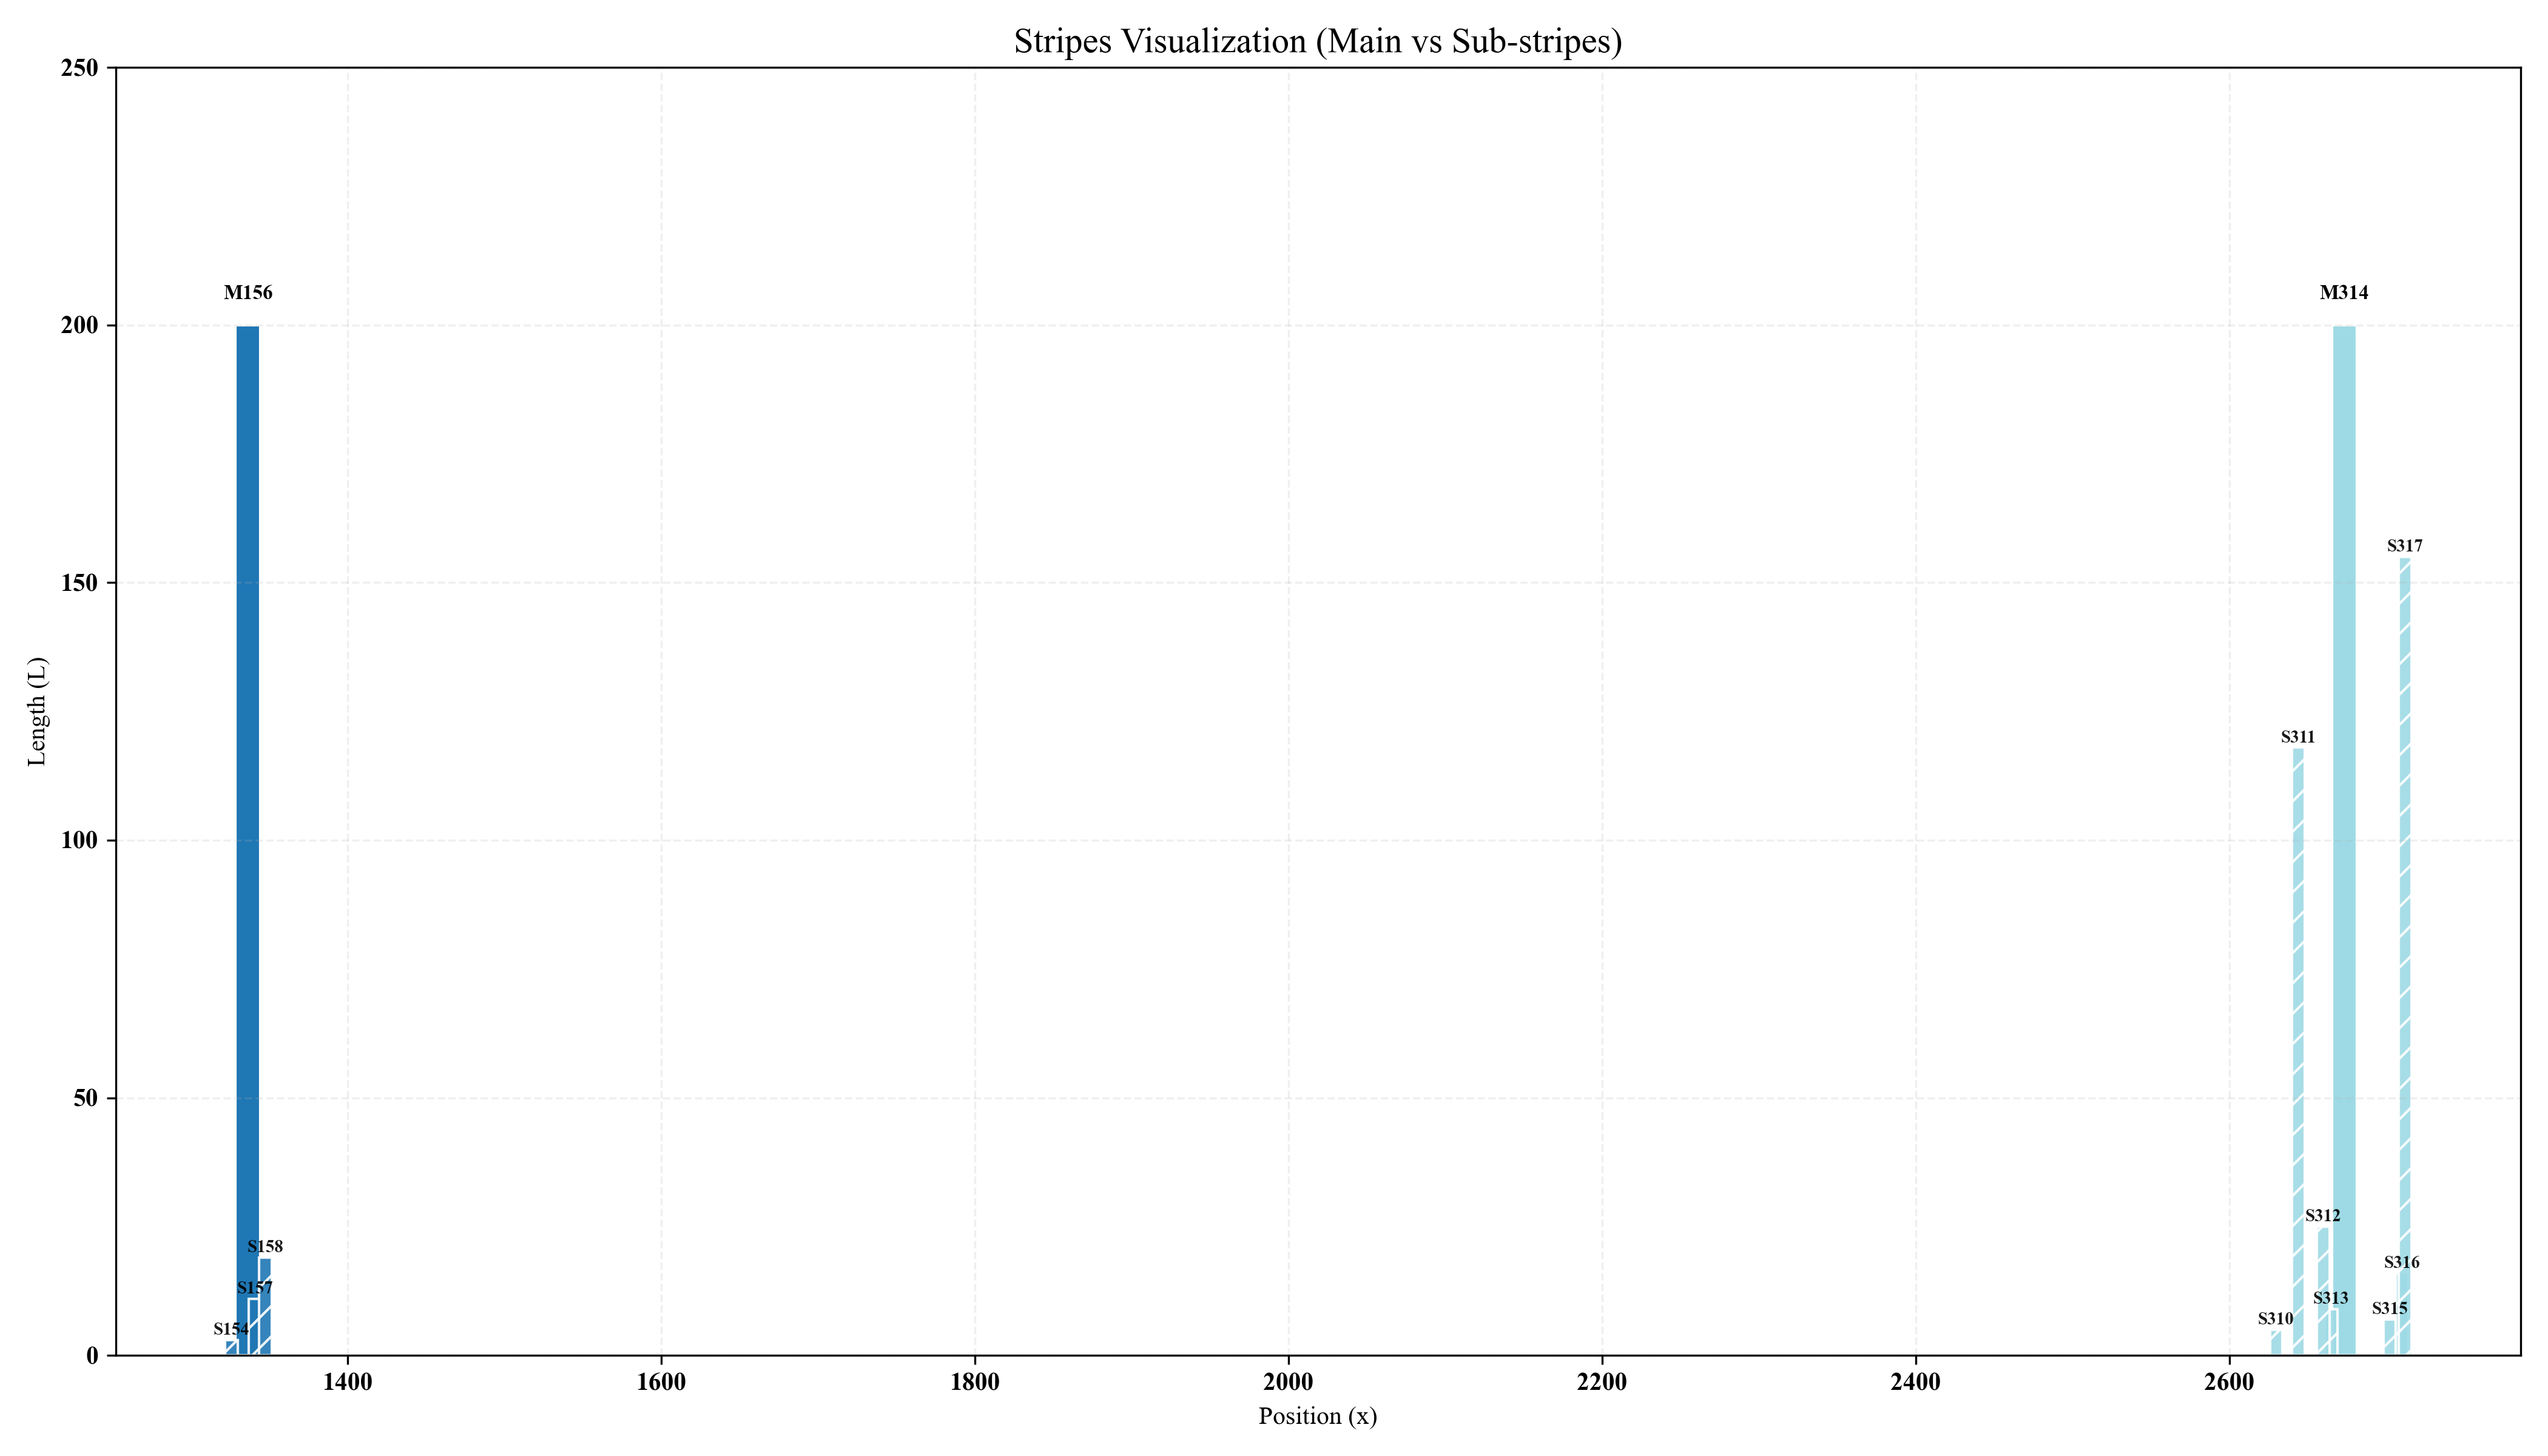 Stripes Visualization (Main vs Sub-stripes)
250
M156
M314
200
S317
150
S311
Length (L)
100
50
S312
S158
S316
S157
S313
S315
S310
S154
0
1400 1600 1800 2000 2200 2400 2600
Position (x)